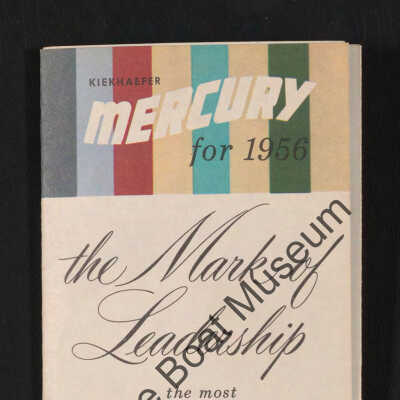 KIEKHAEFER
MERCURY
for 1956
the Mark of
Leadership
the most
e Boat Museum